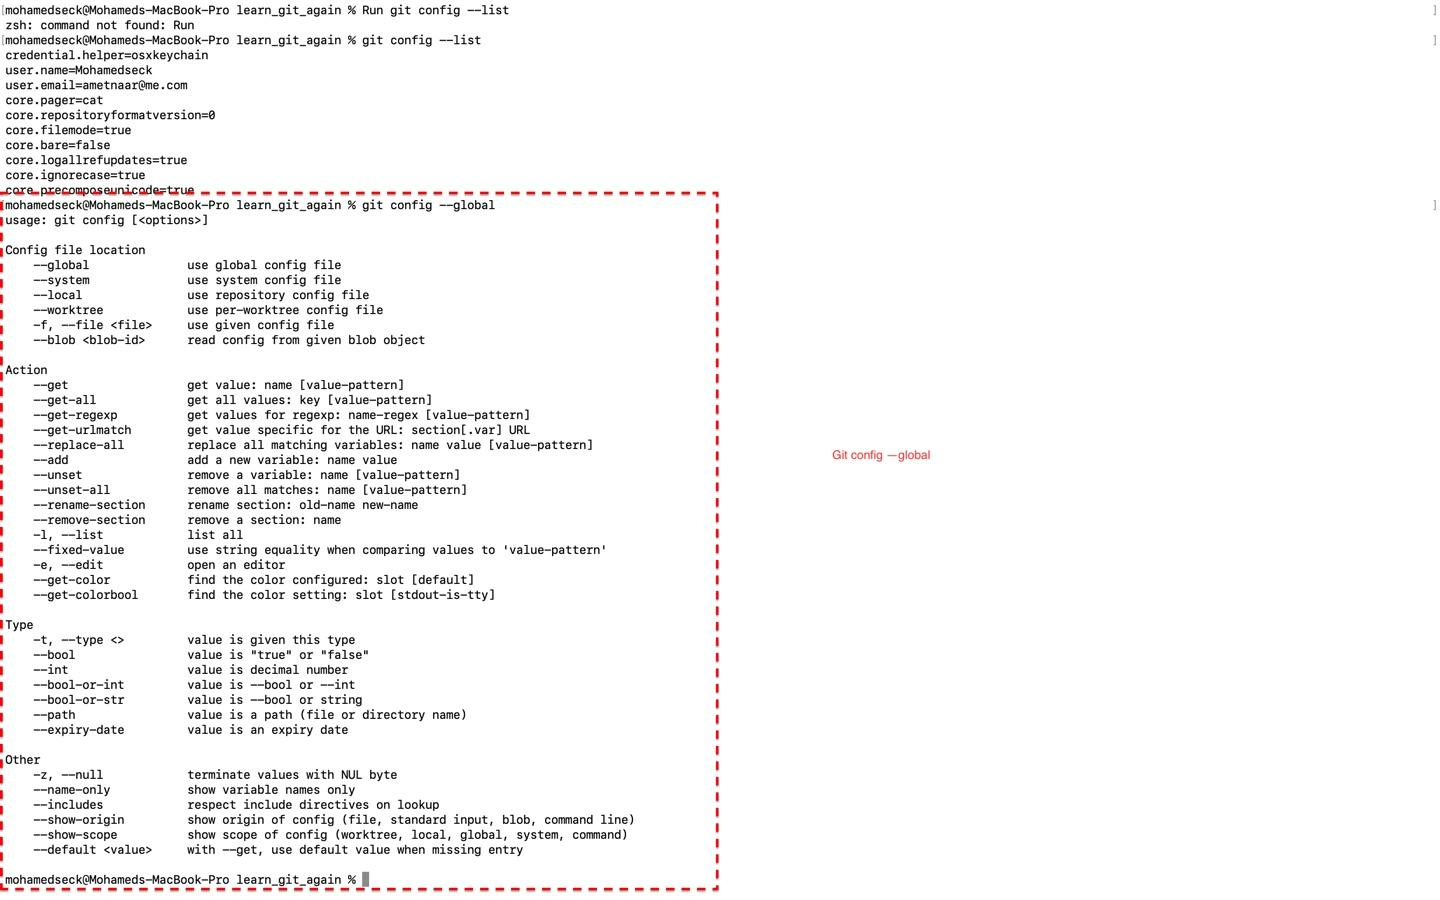 [mohamedseck@Mohameds-MacBook-Pro learn_git_again % Run git config --list ]
zsh: command not found: Run
[mohamedseck@Mohameds-MacBook-Pro learn_git_again % git config --list ]
credential.helper=osxkeychain
user.name=Mohamedseck
user.email=ametnaar@me.com
core.pager=cat
core.repositoryformatversion=0
core.filemode=true
core.bare=false
core.logallrefupdates=true
core.ignorecase=true
core.precomposeunicode=true
[mohamedseck@Mohameds-MacBook-Pro learn_git_again % git config --global ]
usage: git config [<options>]

Config file location
    --global              use global config file
    --system              use system config file
    --local               use repository config file
    --worktree            use per-worktree config file
    -f, --file <file>     use given config file
    --blob <blob-id>      read config from given blob object

Action
    --get                 get value: name [value-pattern]
    --get-all             get all values: key [value-pattern]
    --get-regexp          get values for regexp: name-regex [value-pattern]
    --get-urlmatch        get value specific for the URL: section[.var] URL
    --replace-all         replace all matching variables: name value [value-pattern]
    --add                 add a new variable: name value
    --unset               remove a variable: name [value-pattern]
    --unset-all           remove all matches: name [value-pattern]
    --rename-section      rename section: old-name new-name
    --remove-section      remove a section: name
    -l, --list            list all
    --fixed-value         use string equality when comparing values to 'value-pattern'
    -e, --edit            open an editor
    --get-color           find the color configured: slot [default]
    --get-colorbool       find the color setting: slot [stdout-is-tty]

Type
    -t, --type <>         value is given this type
    --bool                value is "true" or "false"
    --int                 value is decimal number
    --bool-or-int         value is --bool or --int
    --bool-or-str         value is --bool or string
    --path                value is a path (file or directory name)
    --expiry-date         value is an expiry date

Other
    -z, --null            terminate values with NUL byte
    --name-only           show variable names only
    --includes            respect include directives on lookup
    --show-origin         show origin of config (file, standard input, blob, command line)
    --show-scope          show scope of config (worktree, local, global, system, command)
    --default <value>     with --get, use default value when missing entry

mohamedseck@Mohameds-MacBook-Pro learn_git_again %
Git config —global